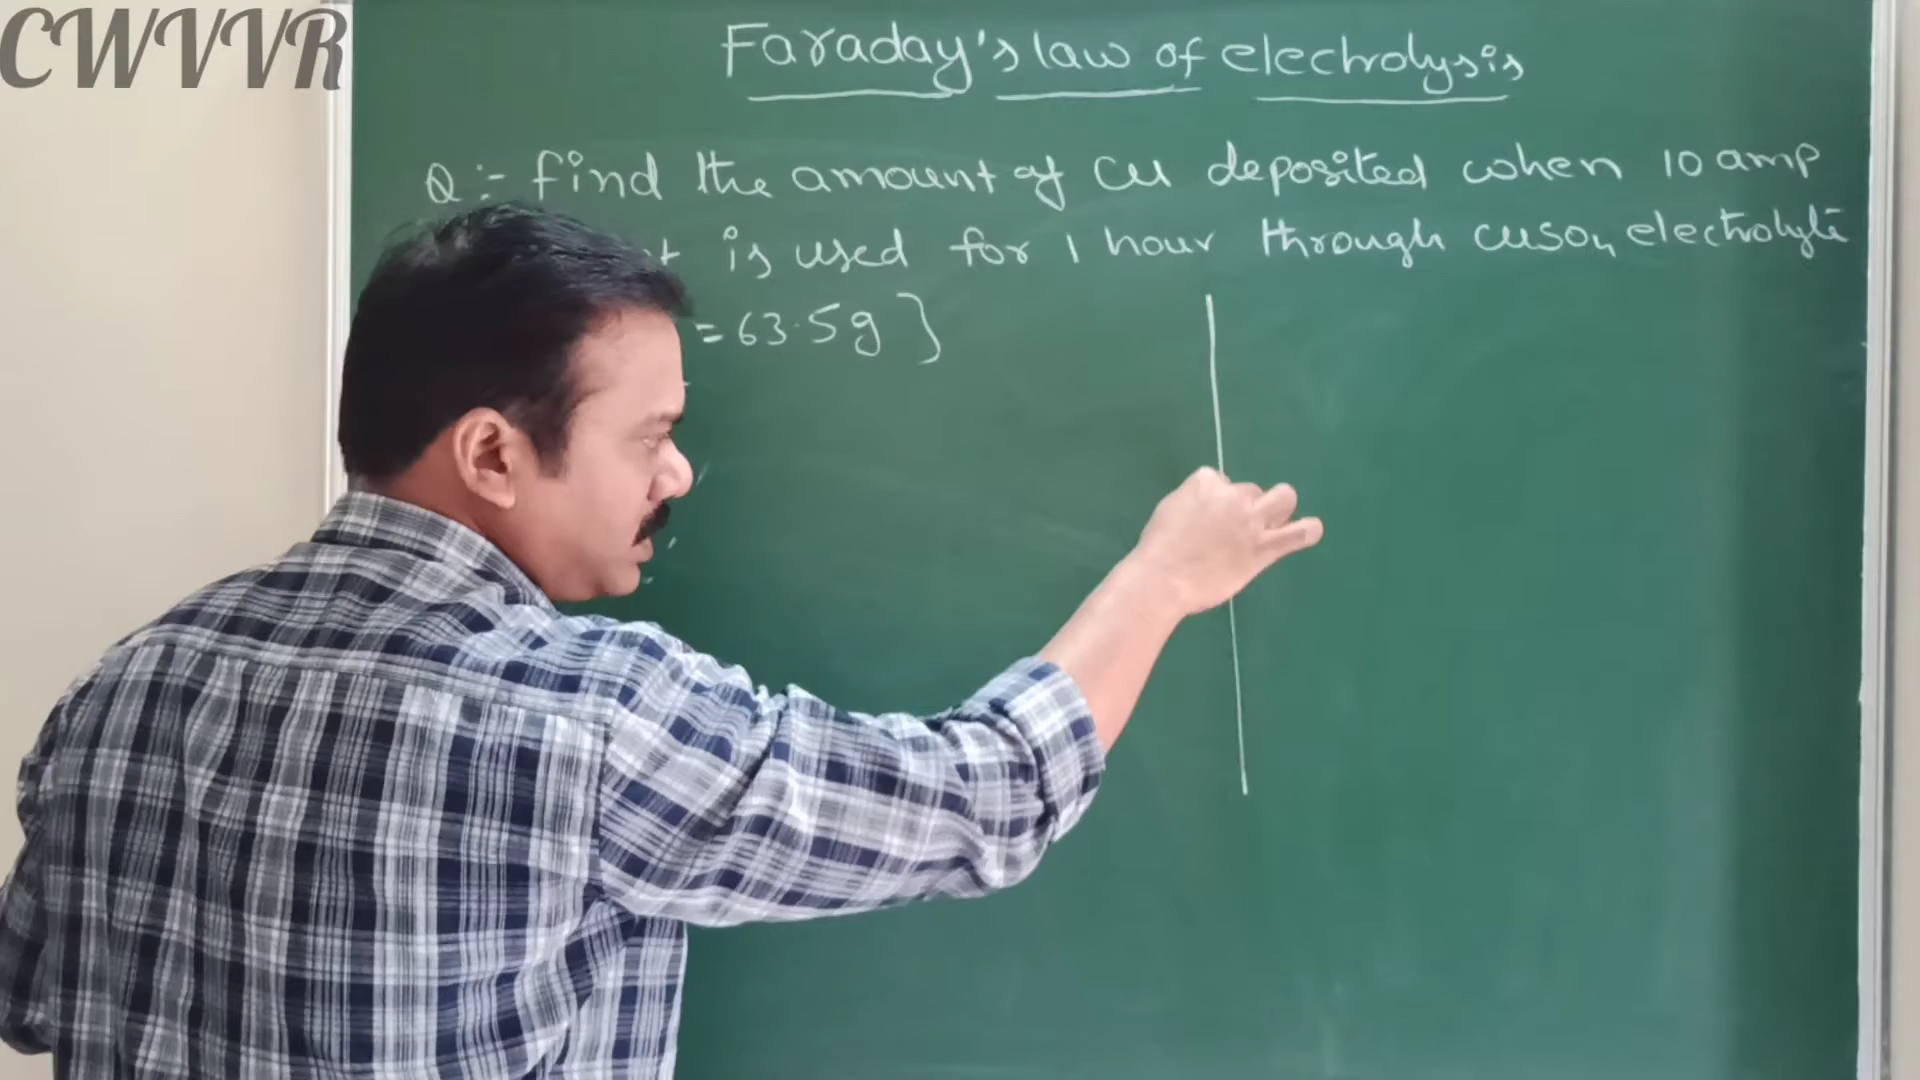 CWVVR
Faraday's law of electrolysis
Q:- find the amount of Cu deposited when 10 amp
is used for 1 hour through CuSO4 electrolyte
= 63.5g ]